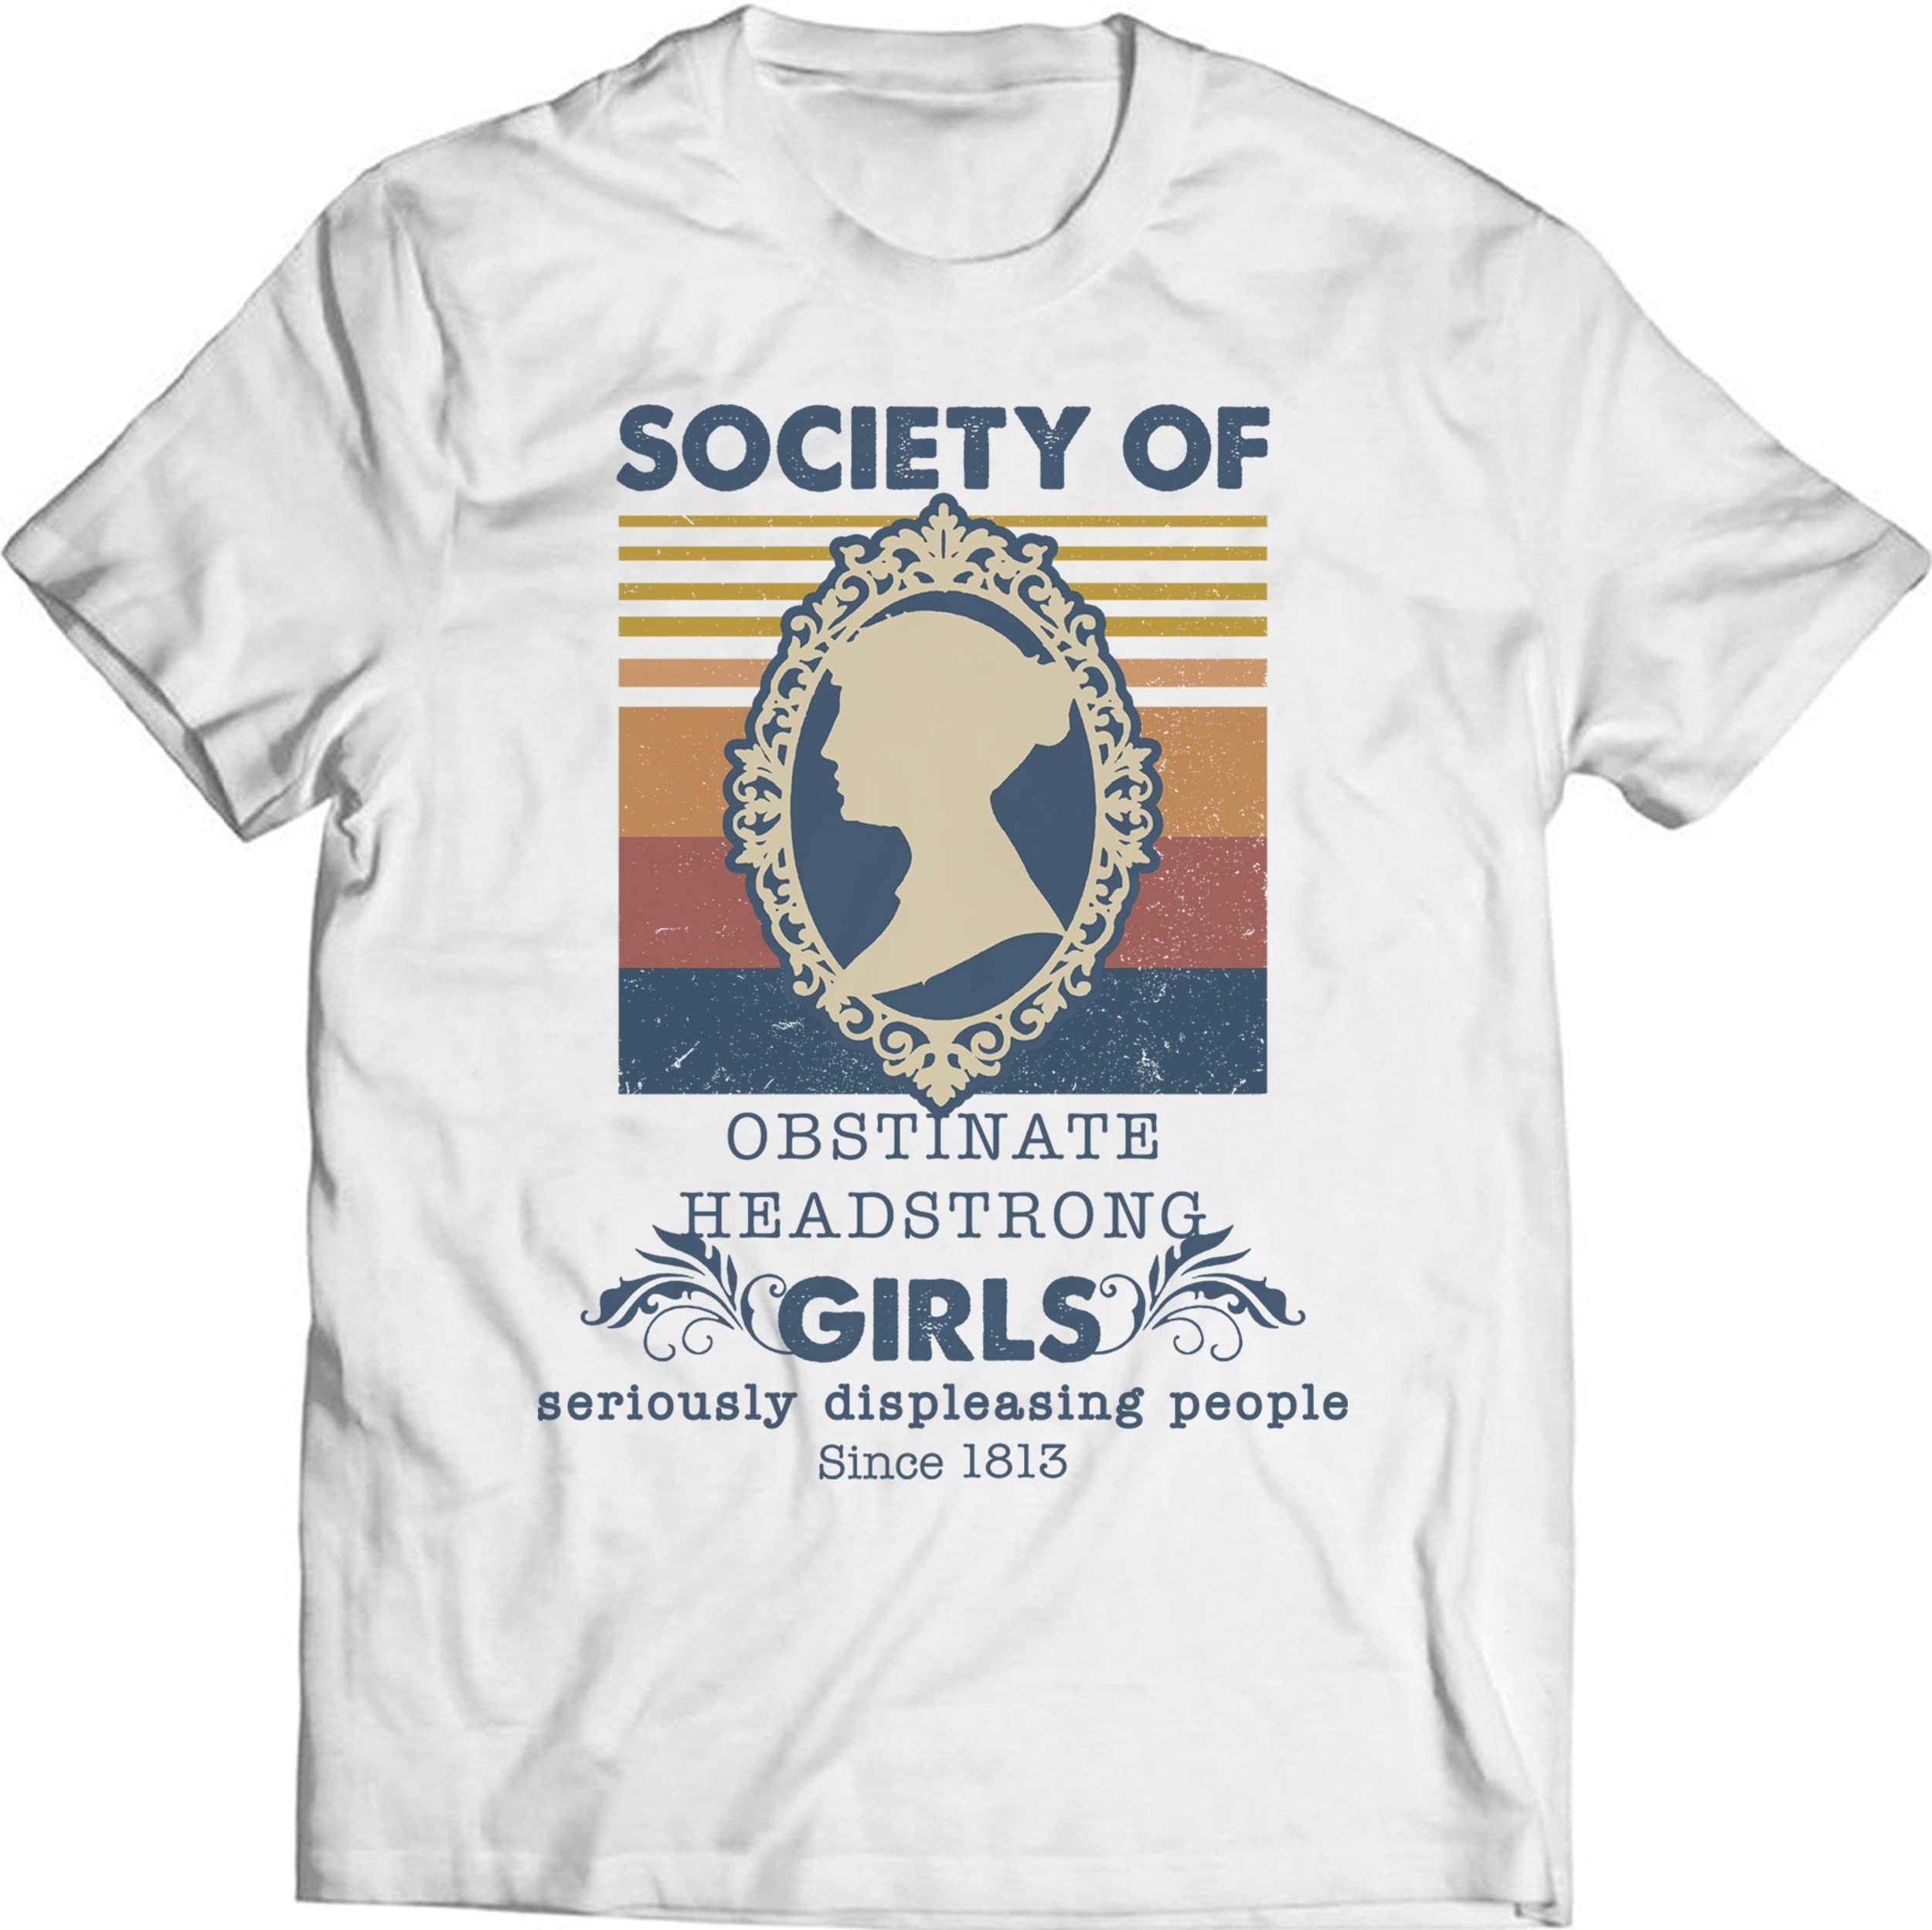 SOCIETY OF
OBSTINATE
HEADSTRONG
GIRLS
seriously displeasing people
Since 1813